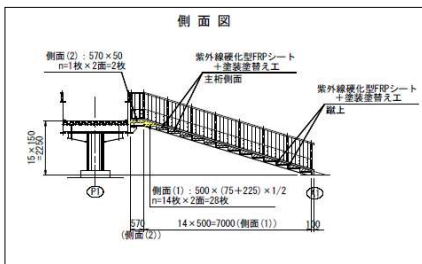 側面図
側面(2) : 570×50
n=1枚×2面=2枚
紫外線硬化型FRPシート
+塗装塗替え工
主桁側面
紫外線硬化型FRPシート
+塗装塗替え工
蹴上
15×150
=2250
側面(1) : 500×(75+225)×1/2
n=14枚×2面=28枚
P1
A1
570
(側面(2))
14×500=7000(側面(1))
100